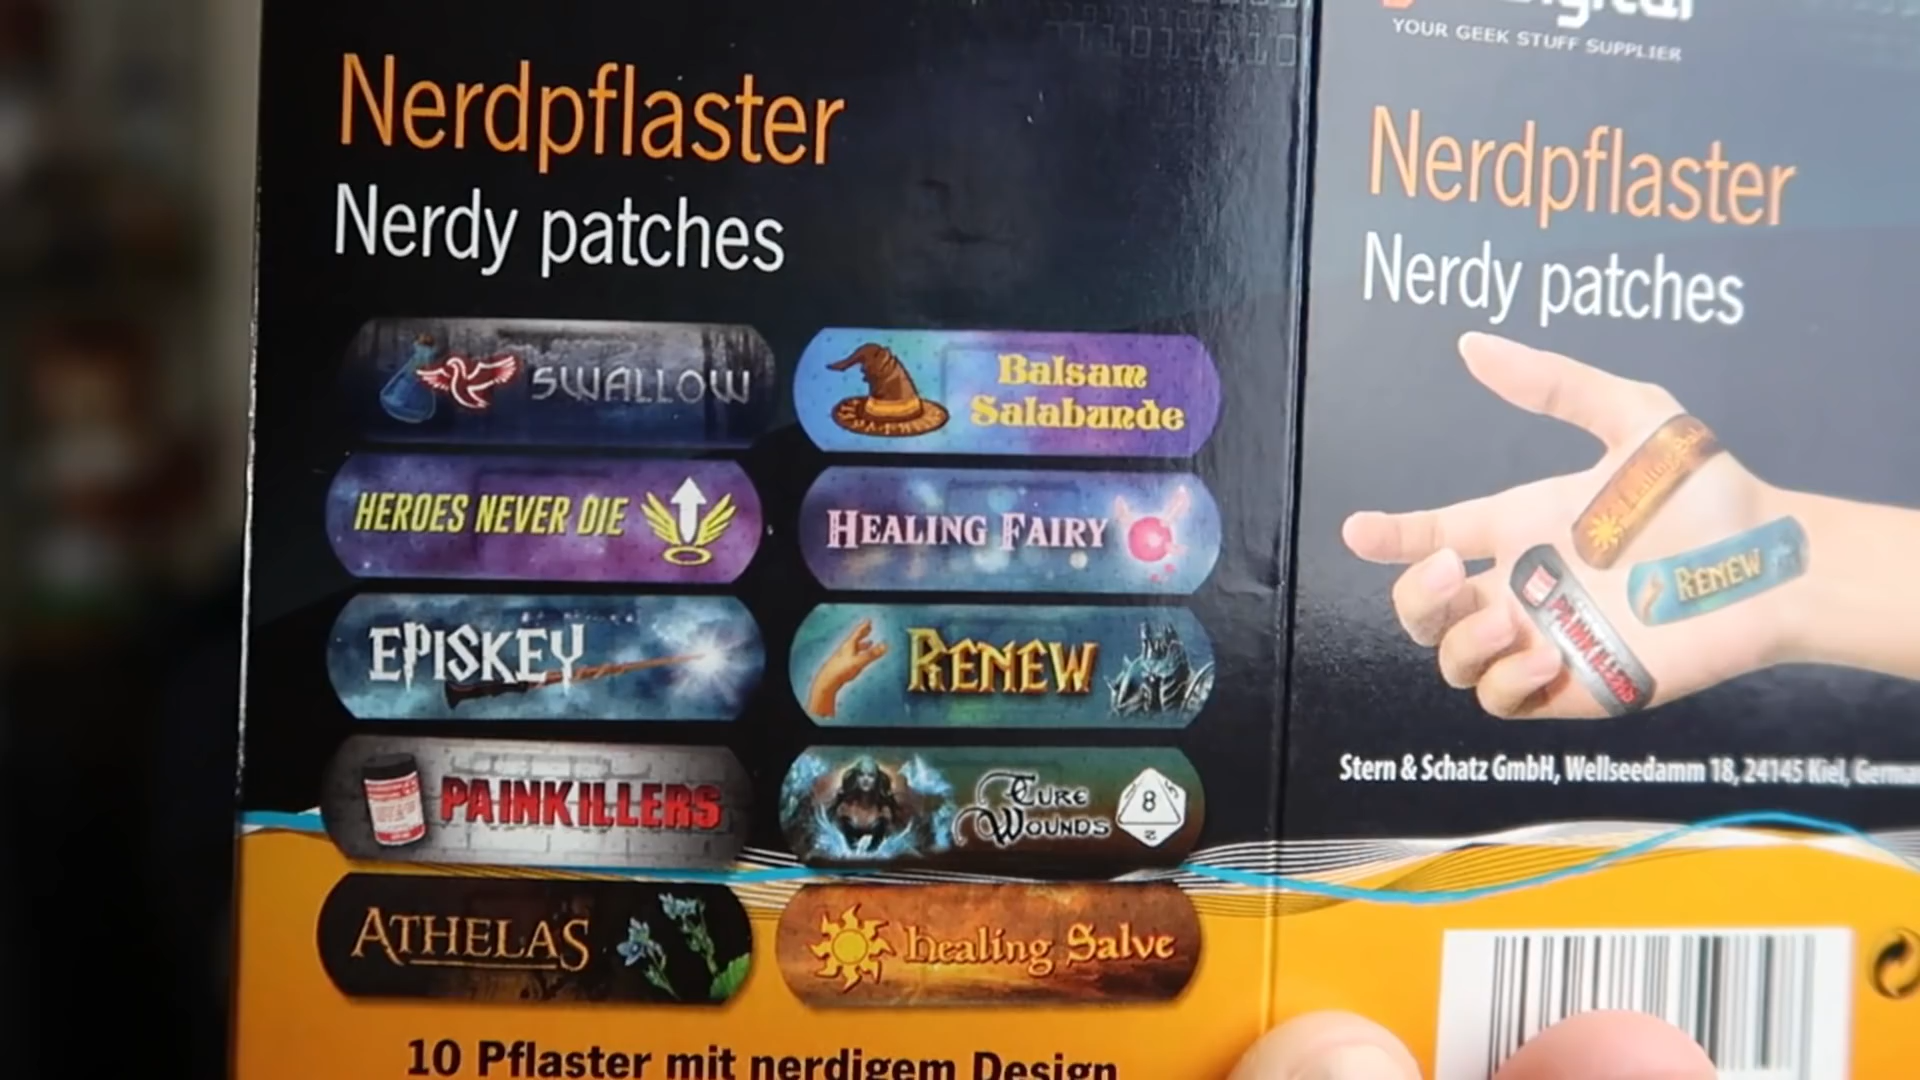 Nerdpflaster
Nerdy patches
SWALLOW
Balsam
Salabunde
HEROES NEVER DIE
HEALING FAIRY
EPISKEY
RENEW
PAINKILLERS
CURE
WOUNDS
8
2
ATHELAS
healing Salve
10 Pflaster mit nerdigem Design
YOUR GEEK STUFF SUPPLIER
Nerdpflaster
Nerdy patches
RENEW
PAINKILLERS
Stern & Schatz GmbH, Wellseedamm 18, 24145 Kiel,